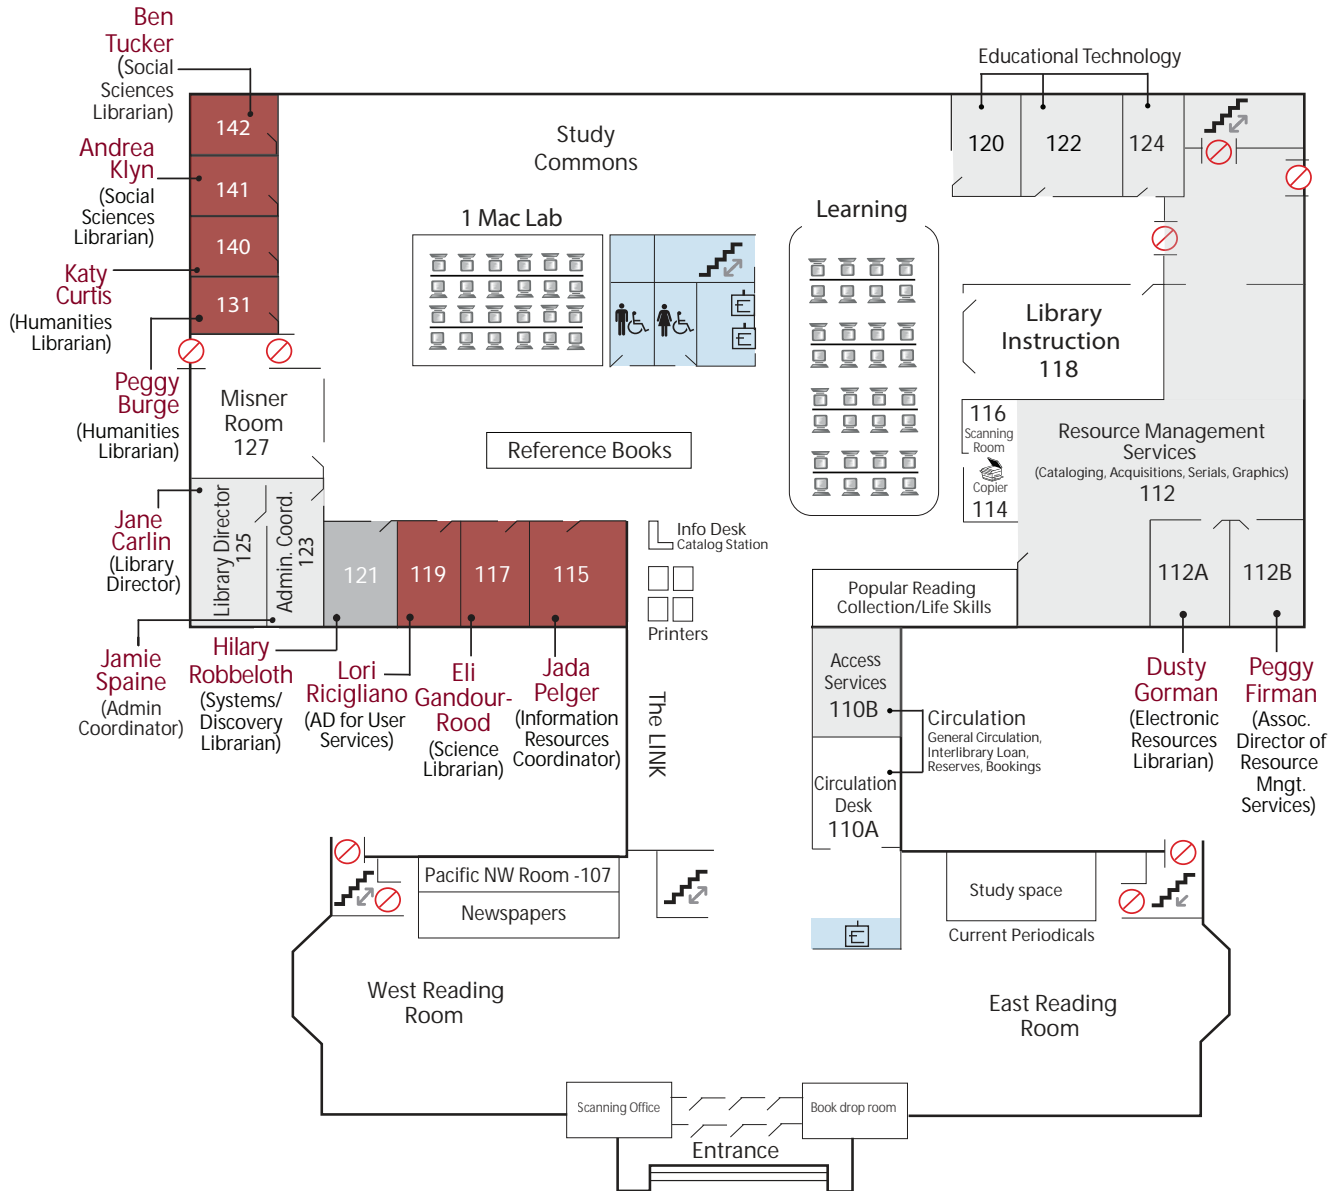 Ben
Tucker
(Social
Sciences
Librarian)
Educational Technology
142
120
122
124
Study
Commons
Andrea
Klyn
(Social
Sciences
Librarian)
141
1 Mac Lab
Learning
140
Katy
Curtis
(Humanities
Librarian)
131
Library
Instruction
118
Peggy
Burge
(Humanities
Librarian)
Misner
Room
127
Reference Books
116
Scanning
Room
Copier
114
Resource Management
Services
(Cataloging, Acquisitions, Serials, Graphics)
112
Jane
Carlin
(Library
Director)
Library Director
125
Admin. Coord.
123
121
119
117
115
Info Desk
Catalog Station
Printers
Popular Reading
Collection/Life Skills
112A
112B
Jamie
Spaine
(Admin
Coordinator)
Hilary
Robbeloth
(Systems/
Discovery
Librarian)
Lori
Ricigliano
(AD for User
Services)
Eli
Gandour-
Rood
(Science
Librarian)
Jada
Pelger
(Information
Resources
Coordinator)
The LINK
Access
Services
110B
Circulation
General Circulation,
Interlibrary Loan,
Reserves, Bookings
Circulation
Desk
110A
Dusty
Gorman
(Electronic
Resources
Librarian)
Peggy
Firman
(Assoc.
Director of
Resource
Mngt.
Services)
Pacific NW Room -107
Newspapers
Study space
Current Periodicals
West Reading
Room
East Reading
Room
Scanning Office
Book drop room
Entrance